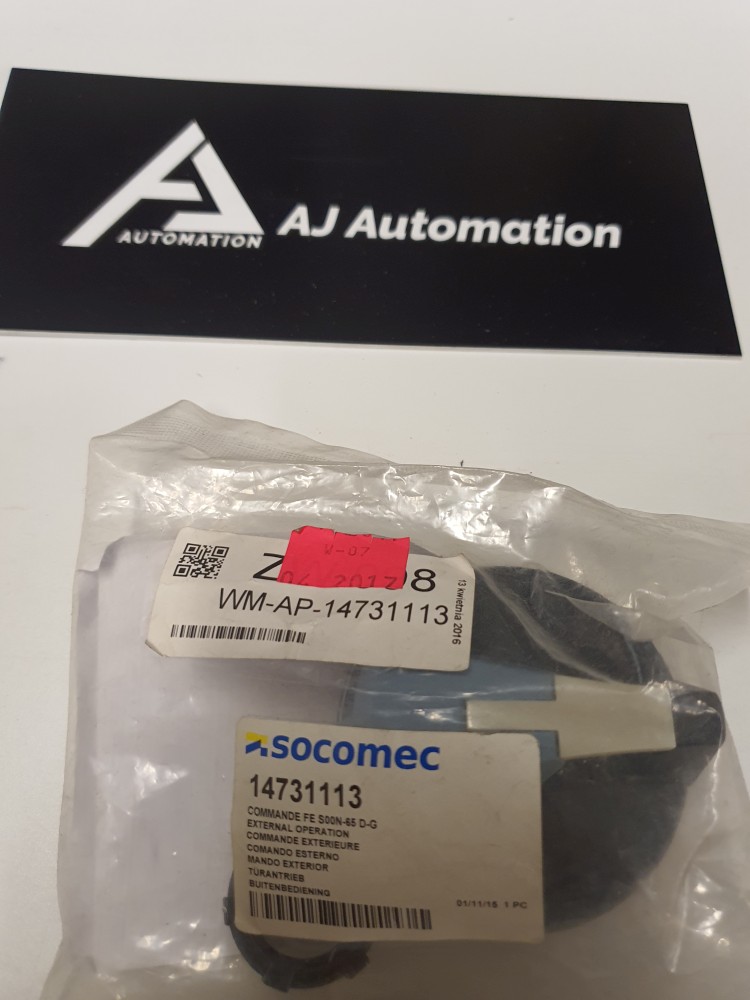 AUTOMATION
AJ Automation
W-07
04/2017
Z 08
WM-AP-14731113
13 kwietnia 2016
socomec
14731113
COMMANDE FE S00N-65 D-G
EXTERNAL OPERATION
COMMANDE EXTERIEURE
COMANDO ESTERNO
MANDO EXTERIOR
TÜRANTRIEB
BUITENBEDIENING
01/11/15 1 PC